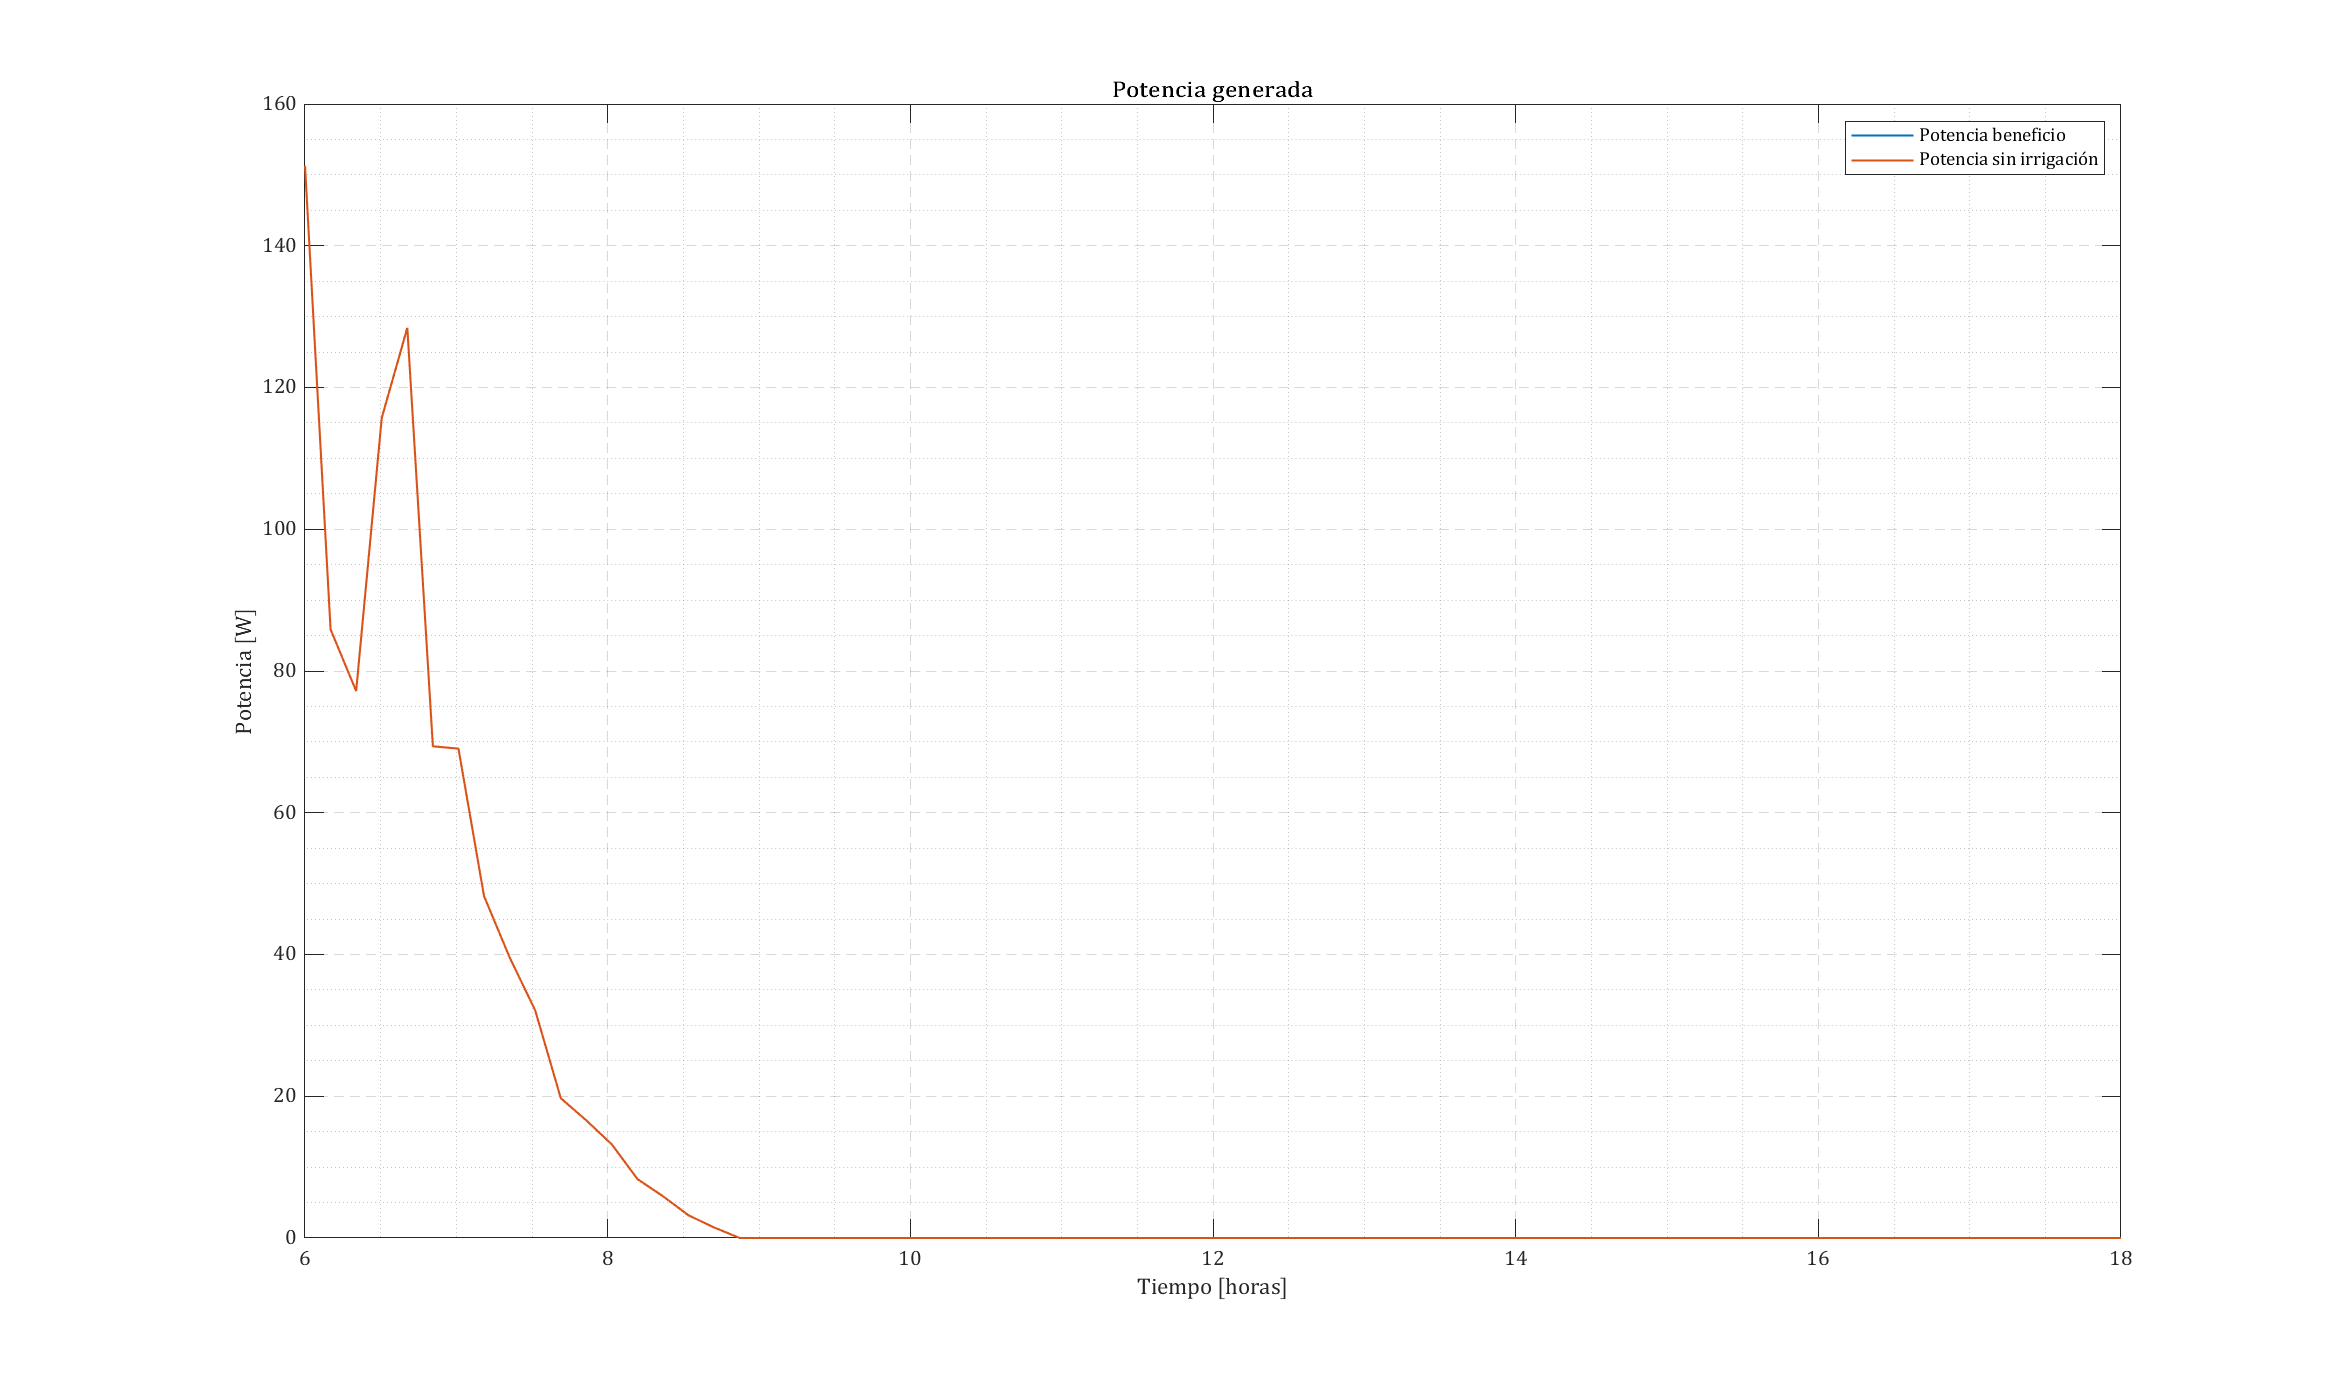 Potencia generada
160
140
120
100
80
60
40
20
0
Potencia [W]
Potencia beneficio
Potencia sin irrigación
6 8 10 12 14 16 18
Tiempo [horas]